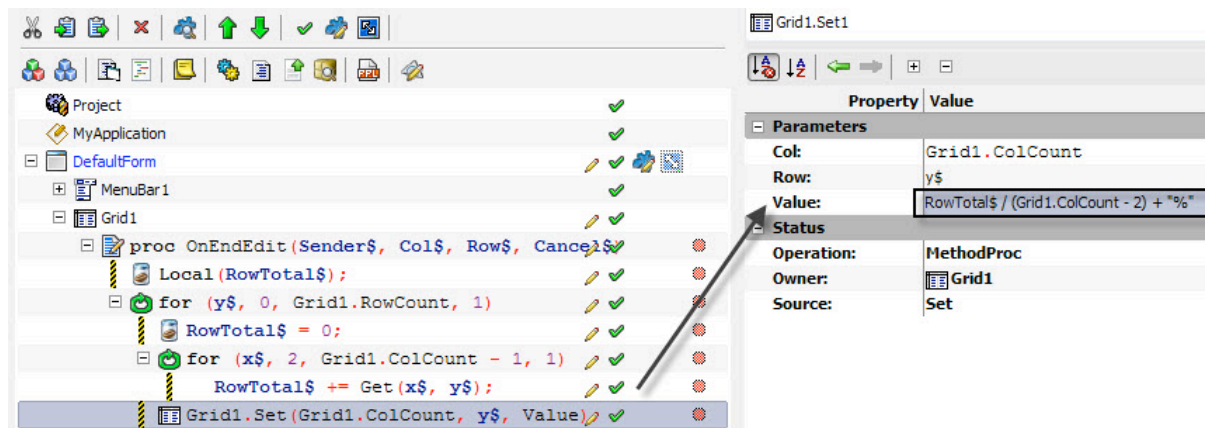 Grid1.Set1
Property Value
Project
MyApplication
DefaultForm
MenuBar1
Grid1
proc OnEndEdit(Sender$, Col$, Row$, Cancel$)
Local(RowTotal$);
for (y$, 0, Grid1.RowCount, 1)
RowTotal$ = 0;
for (x$, 2, Grid1.ColCount - 1, 1)
RowTotal$ += Get(x$, y$);
Grid1.Set(Grid1.ColCount, y$, Value)
Parameters
Col: Grid1.ColCount
Row: y$
Value: RowTotal$ / (Grid1.ColCount - 2) + "%"
Status
Operation: MethodProc
Owner: Grid1
Source: Set